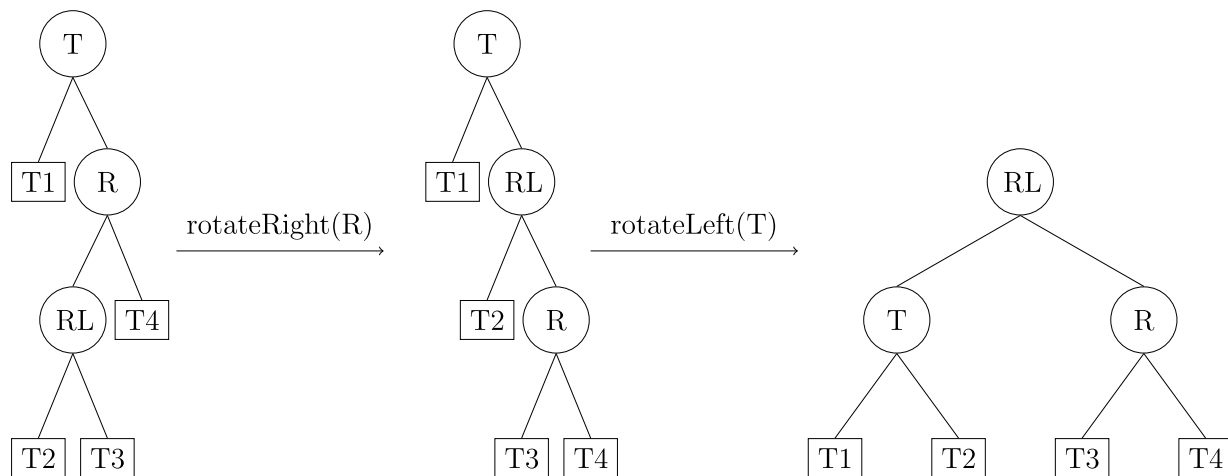 T
T
T1
R
T1
RL
RL
rotateRight(R)
rotateLeft(T)
RL
T4
T2
R
T
R
T2
T3
T3
T4
T1
T2
T3
T4